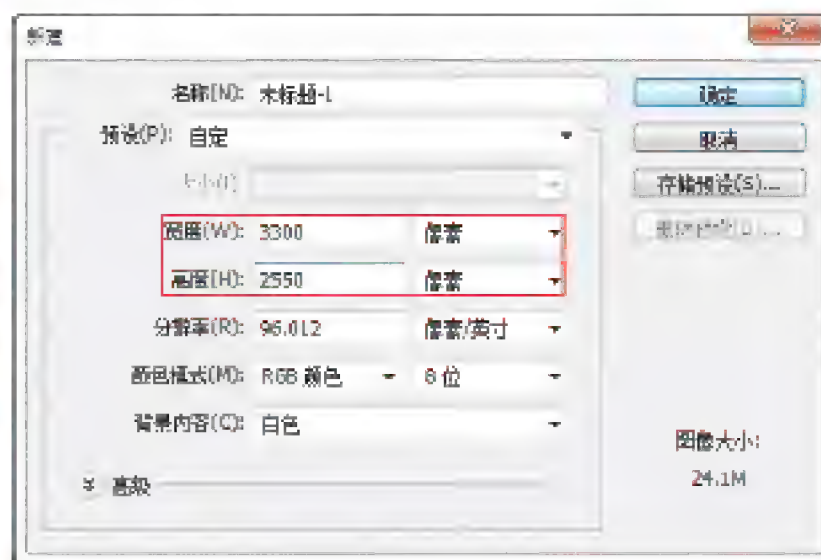 新建
名称(N): 未标题-1
确定
预设(P): 自定
取消
大小(I)
存储预设(S)...
宽度(W): 3300 像素
高度(H): 2550 像素
分辨率(R): 96.012 像素/英寸
颜色模式(M): RGB 颜色 8 位
背景内容(C): 白色
图像大小:
高级
24.1M